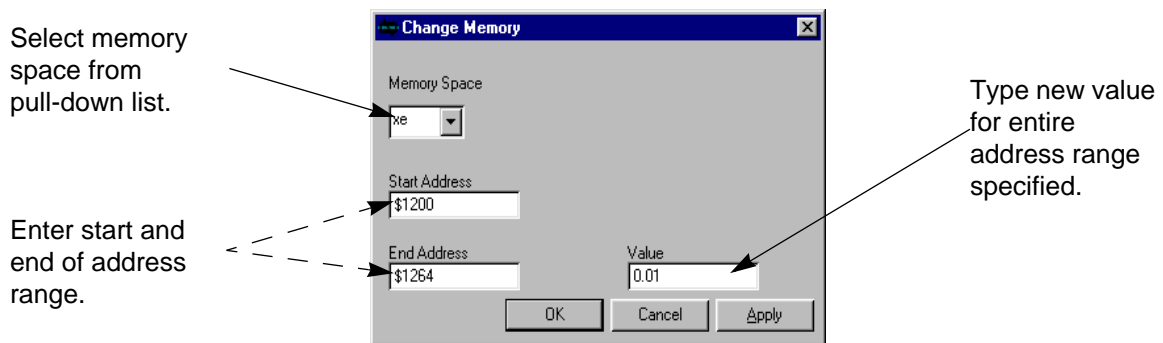 Change Memory
Select memory
space from
pull-down list.
Memory Space
xe
Type new value
for entire
address range
specified.
Start Address
$1200
Enter start and
end of address
range.
End Address
$1264
Value
0.01
OK
Cancel
Apply